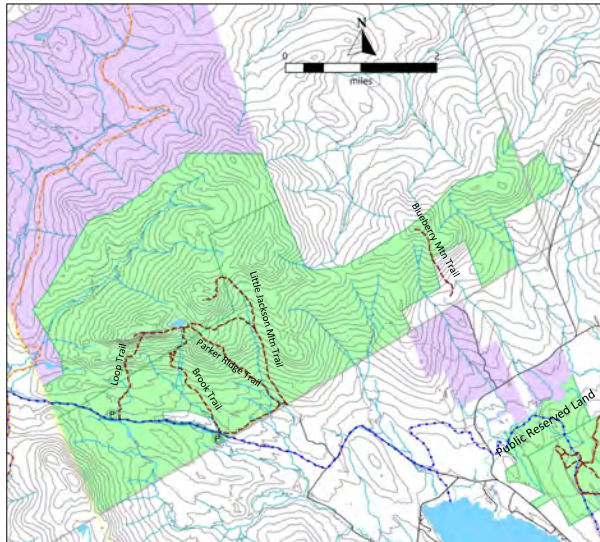 N
0 2
miles
Blueberry Mtn Trail
Little Jackson Mtn Trail
Loop Trail
Parker Ridge Trail
Brook Trail
P
P
Public Reserved Land